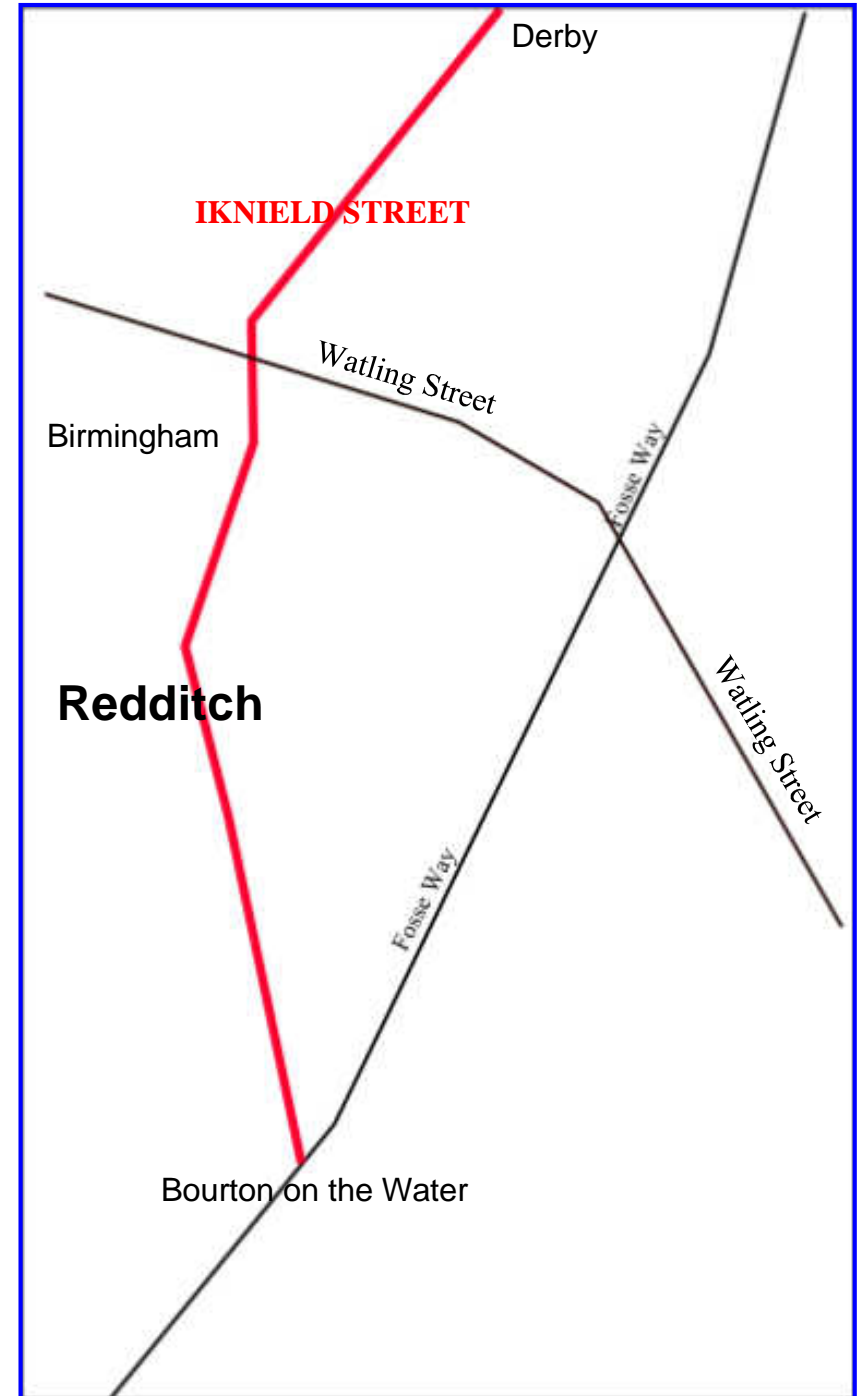 Derby
IKNIELD STREET
Watling Street
Birmingham
Fosse Way
Redditch
Watling Street
Fosse Way
Bourton on the Water